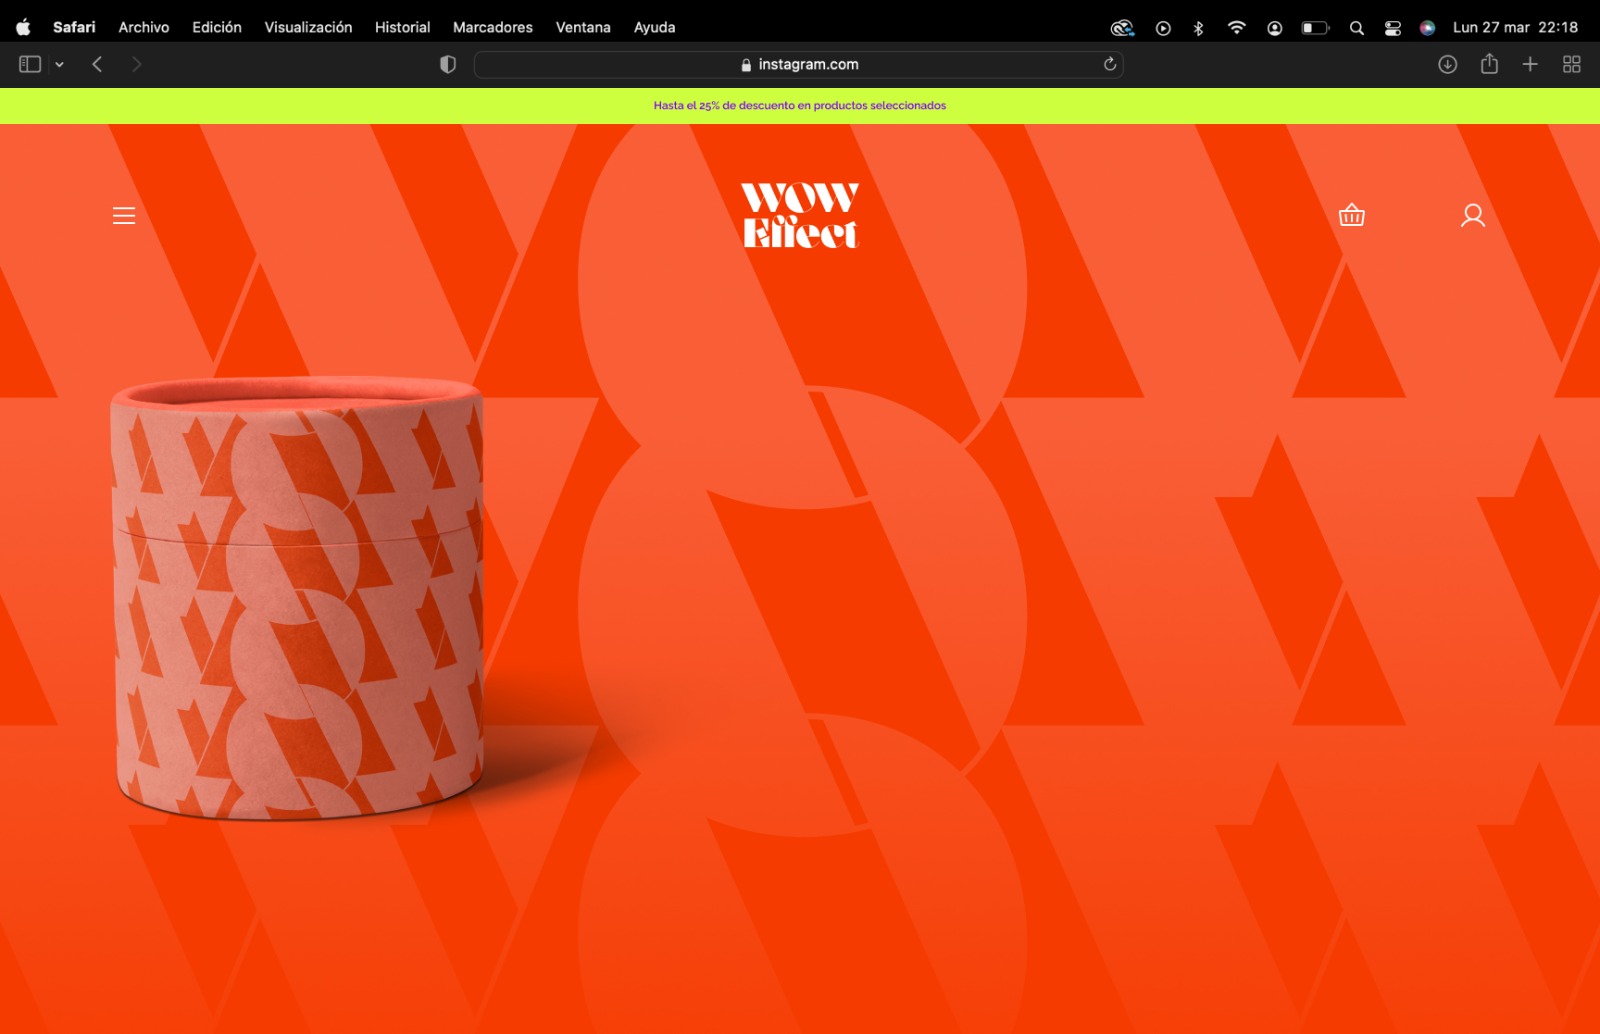 Safari Archivo Edición Visualización Historial Marcadores Ventana Ayuda Lun 27 mar 22:18
instagram.com
Hasta el 25% de descuento en productos seleccionados
WOW
Effect